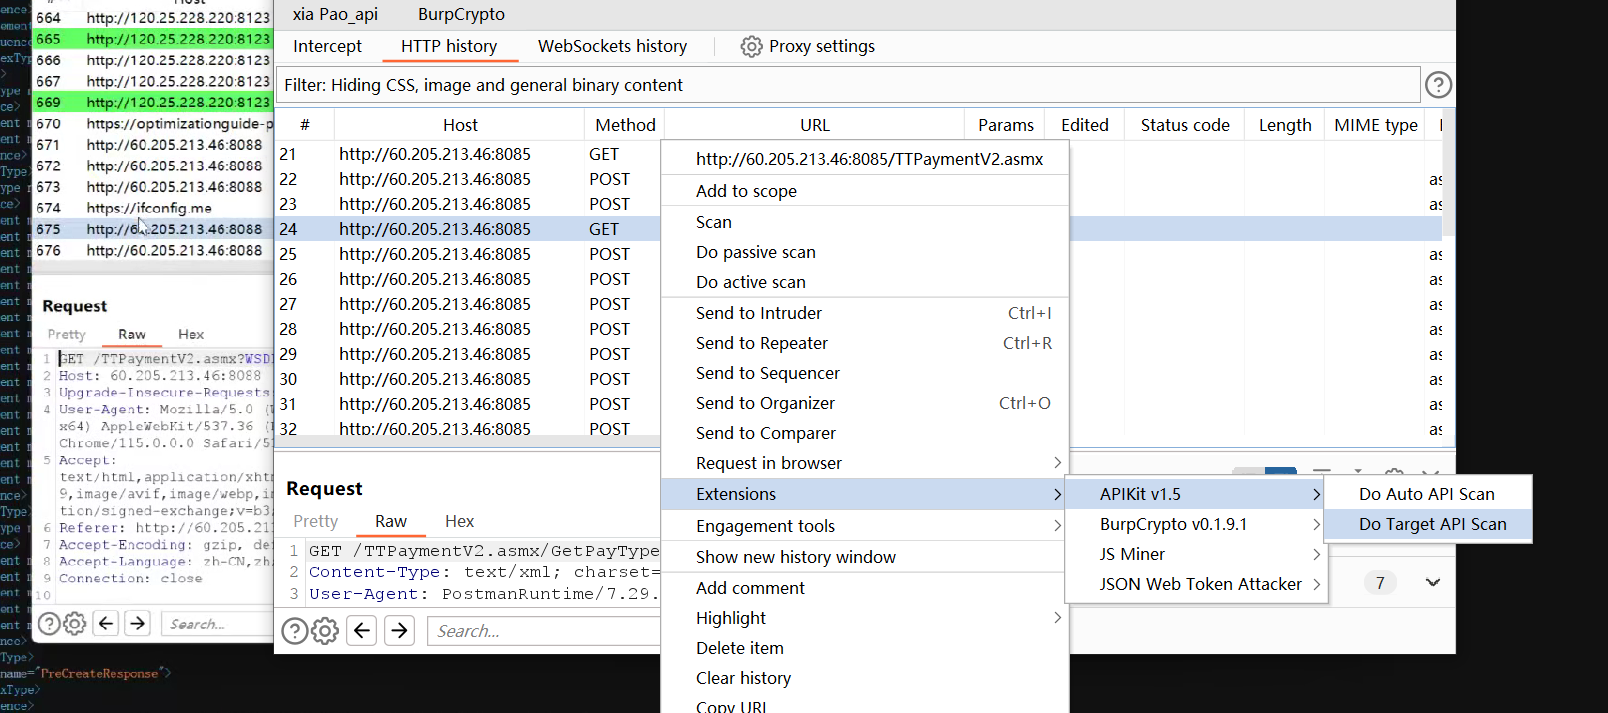 xia Pao_api BurpCrypto
Intercept HTTP history WebSockets history Proxy settings
Filter: Hiding CSS, image and general binary content
# Host Method URL Params Edited Status code Length MIME type
21 http://60.205.213.46:8085 GET
22 http://60.205.213.46:8085 POST as
23 http://60.205.213.46:8085 POST as
24 http://60.205.213.46:8085 GET
25 http://60.205.213.46:8085 POST as
26 http://60.205.213.46:8085 POST as
27 http://60.205.213.46:8085 POST as
28 http://60.205.213.46:8085 POST as
29 http://60.205.213.46:8085 POST as
30 http://60.205.213.46:8085 POST as
31 http://60.205.213.46:8085 POST as
32 http://60.205.213.46:8085 POST as
Request
Pretty Raw Hex
1 GET /TTPaymentV2.asmx/GetPayType
2 Content-Type: text/xml; charset=
3 User-Agent: PostmanRuntime/7.29.
Search...
7
http://60.205.213.46:8085/TTPaymentV2.asmx
Add to scope
Scan
Do passive scan
Do active scan
Send to Intruder Ctrl+I
Send to Repeater Ctrl+R
Send to Sequencer
Send to Organizer Ctrl+O
Send to Comparer
Request in browser
Extensions
Engagement tools
Show new history window
Add comment
Highlight
Delete item
Clear history
Copy URL
APIKit v1.5
BurpCrypto v0.1.9.1
JS Miner
JSON Web Token Attacker
Do Auto API Scan
Do Target API Scan
664 http://120.25.228.220:8123
665 http://120.25.228.220:8123
666 http://120.25.228.220:8123
667 http://120.25.228.220:8123
669 http://120.25.228.220:8123
670 https://optimizationguide-p
671 http://60.205.213.46:8088
672 http://60.205.213.46:8088
673 http://60.205.213.46:8088
674 https://ifconfig.me
675 http://60.205.213.46:8088
676 http://60.205.213.46:8088
Request
Pretty Raw Hex
1 GET /TTPaymentV2.asmx?WSDL
2 Host: 60.205.213.46:8088
3 Upgrade-Insecure-Requests
4 User-Agent: Mozilla/5.0 (
x64) AppleWebKit/537.36 (
Chrome/115.0.0.0 Safari/5
5 Accept:
text/html,application/xht
9,image/avif,image/webp,i
tion/signed-exchange;v=b3
6 Referer: http://60.205.21
7 Accept-Encoding: gzip, de
8 Accept-Language: zh-CN,zh
9 Connection: close
10
Search...
Type>
name="PreCreateResponse">
xType>
ence>